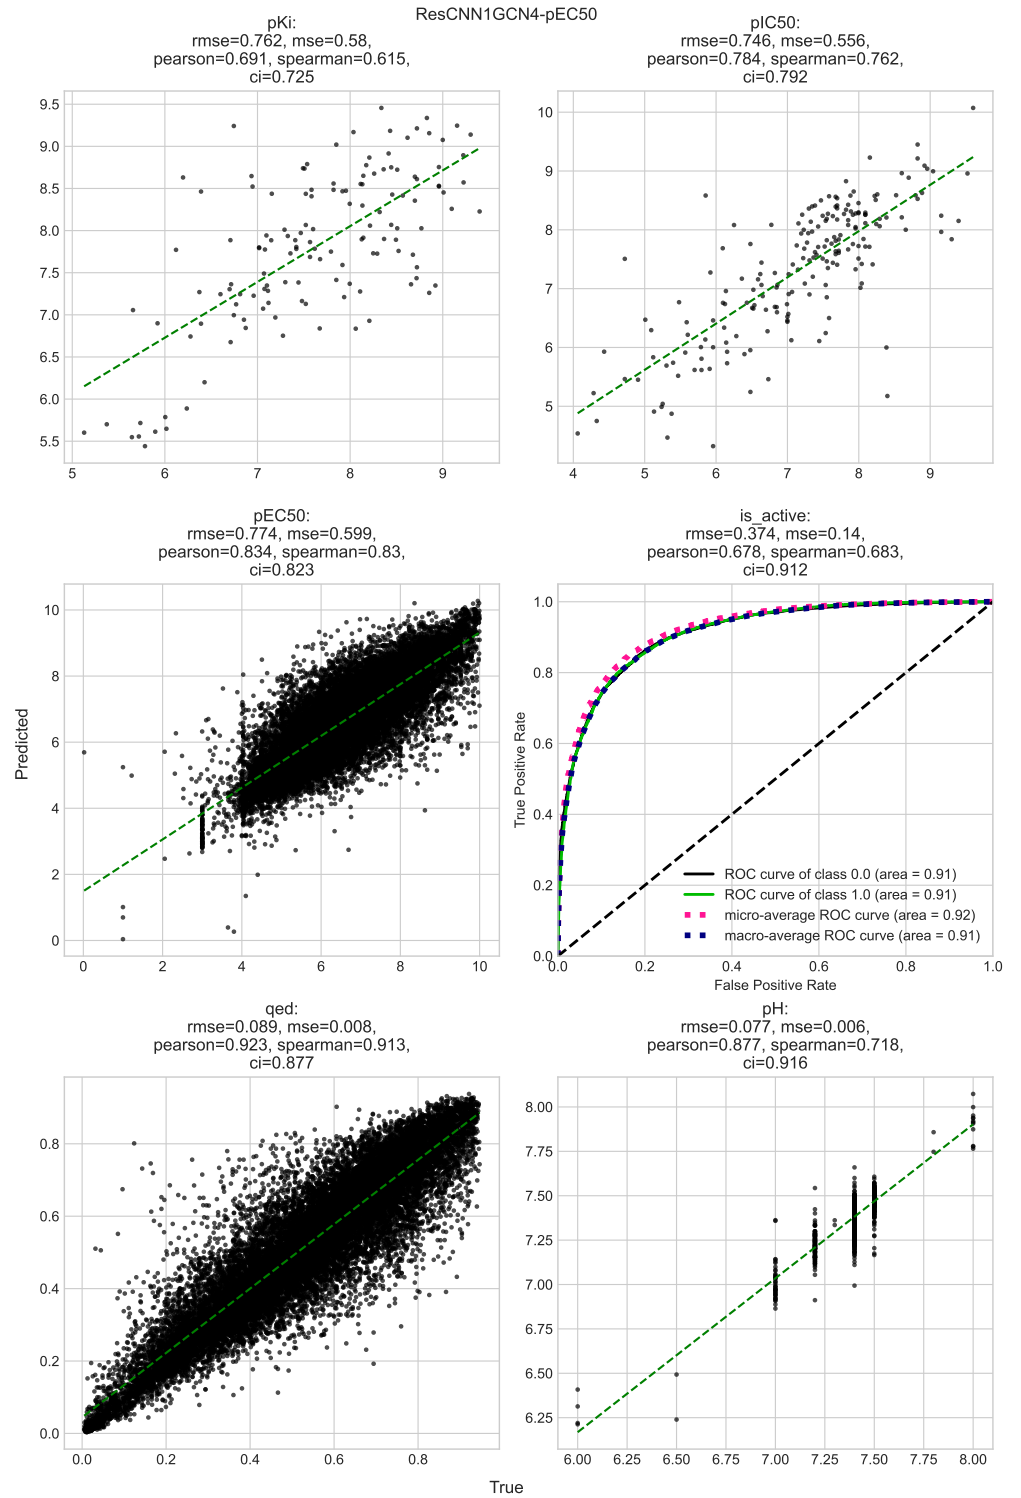 ResCNN1GCN4-pEC50
pKi:
rmse=0.762, mse=0.58,
pearson=0.691, spearman=0.615,
ci=0.725
9.5
9.0
8.5
8.0
7.5
7.0
6.5
6.0
5.5
5 6 7 8 9
pIC50:
rmse=0.746, mse=0.556,
pearson=0.784, spearman=0.762,
ci=0.792
10
9
8
7
6
5
4 5 6 7 8 9
pEC50:
rmse=0.774, mse=0.599,
pearson=0.834, spearman=0.83,
ci=0.823
10
8
6
4
2
0
0 2 4 6 8 10
Predicted
is_active:
rmse=0.374, mse=0.14,
pearson=0.678, spearman=0.683,
ci=0.912
1.0
0.8
0.6
0.4
0.2
0.0
True Positive Rate
ROC curve of class 0.0 (area = 0.91)
ROC curve of class 1.0 (area = 0.91)
micro-average ROC curve (area = 0.92)
macro-average ROC curve (area = 0.91)
0.0 0.2 0.4 0.6 0.8 1.0
False Positive Rate
qed:
rmse=0.089, mse=0.008,
pearson=0.923, spearman=0.913,
ci=0.877
0.8
0.6
0.4
0.2
0.0
0.0 0.2 0.4 0.6 0.8
pH:
rmse=0.077, mse=0.006,
pearson=0.877, spearman=0.718,
ci=0.916
8.00
7.75
7.50
7.25
7.00
6.75
6.50
6.25
6.00 6.25 6.50 6.75 7.00 7.25 7.50 7.75 8.00
True